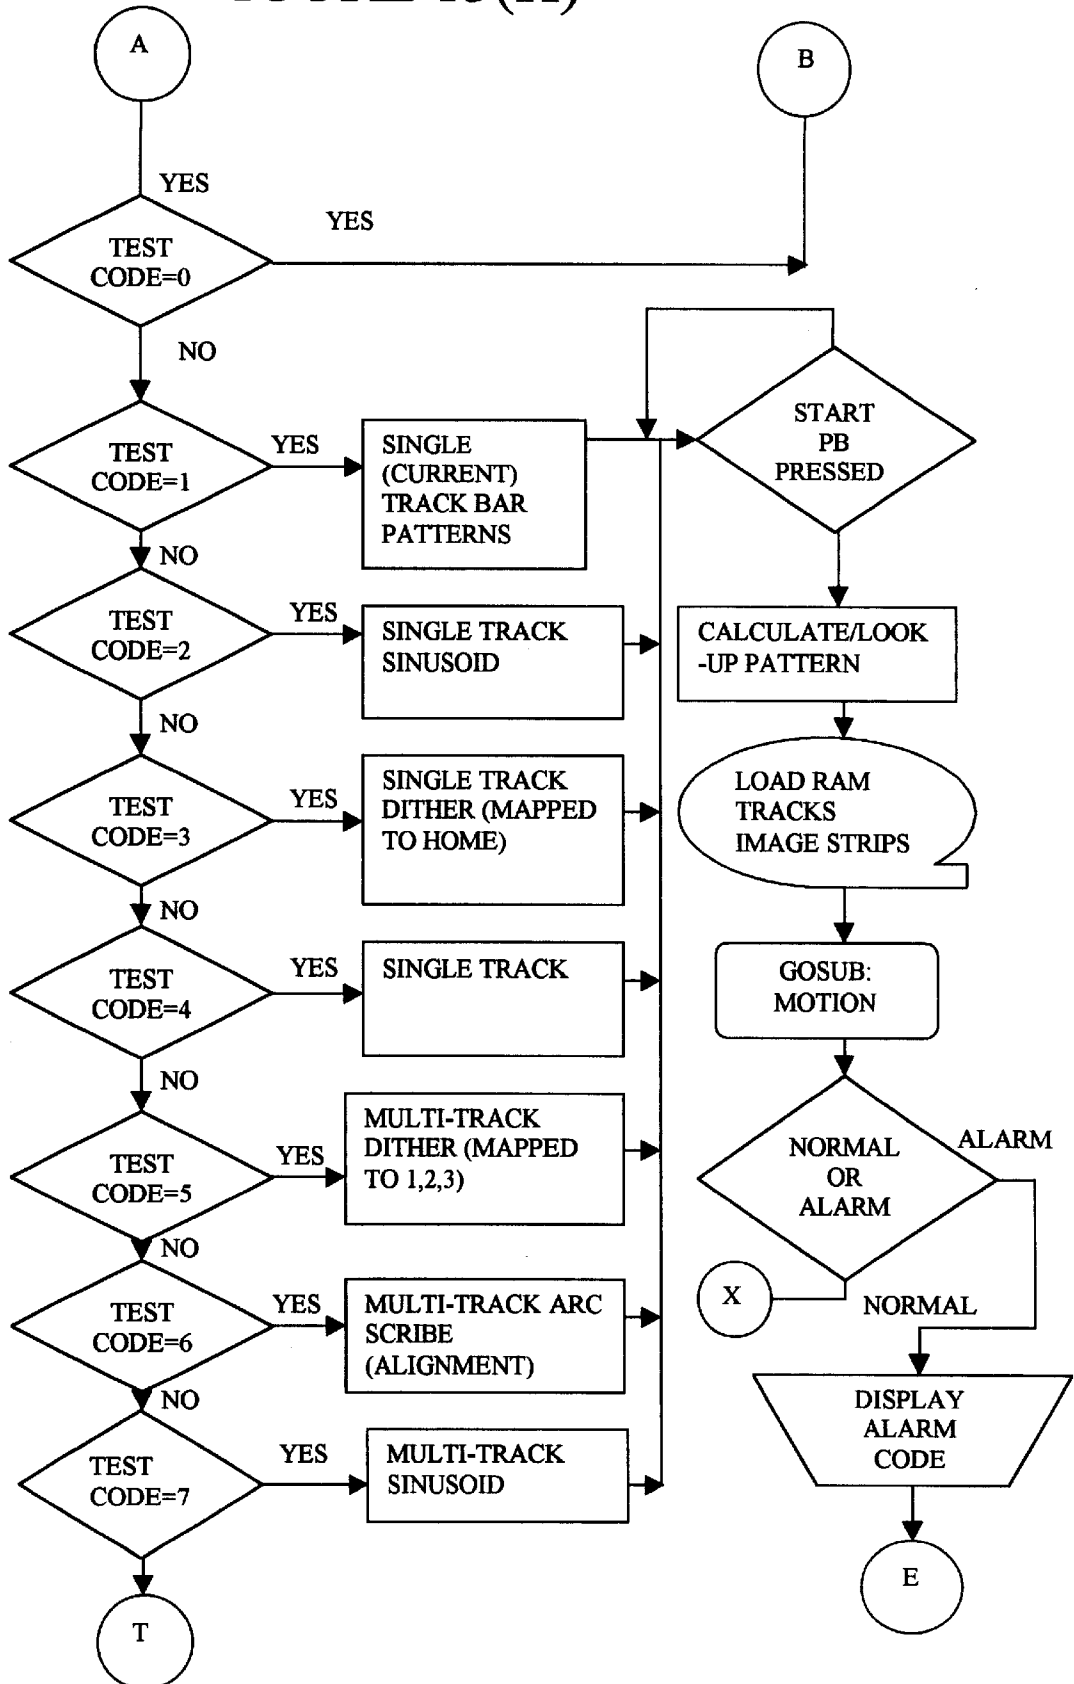 A
B
YES
YES
TEST
CODE=0
NO
TEST
CODE=1
YES
SINGLE
(CURRENT)
TRACK BAR
PATTERNS
START
PB
PRESSED
NO
TEST
CODE=2
YES
SINGLE TRACK
SINUSOID
CALCULATE/LOOK
-UP PATTERN
NO
TEST
CODE=3
YES
SINGLE TRACK
DITHER (MAPPED
TO HOME)
LOAD RAM
TRACKS
IMAGE STRIPS
NO
TEST
CODE=4
YES
SINGLE TRACK
GOSUB:
MOTION
NO
TEST
CODE=5
YES
MULTI-TRACK
DITHER (MAPPED
TO 1,2,3)
NORMAL
OR
ALARM
ALARM
NO
TEST
CODE=6
YES
MULTI-TRACK ARC
SCRIBE
(ALIGNMENT)
X
NORMAL
NO
TEST
CODE=7
YES
MULTI-TRACK
SINUSOID
DISPLAY
ALARM
CODE
T
E